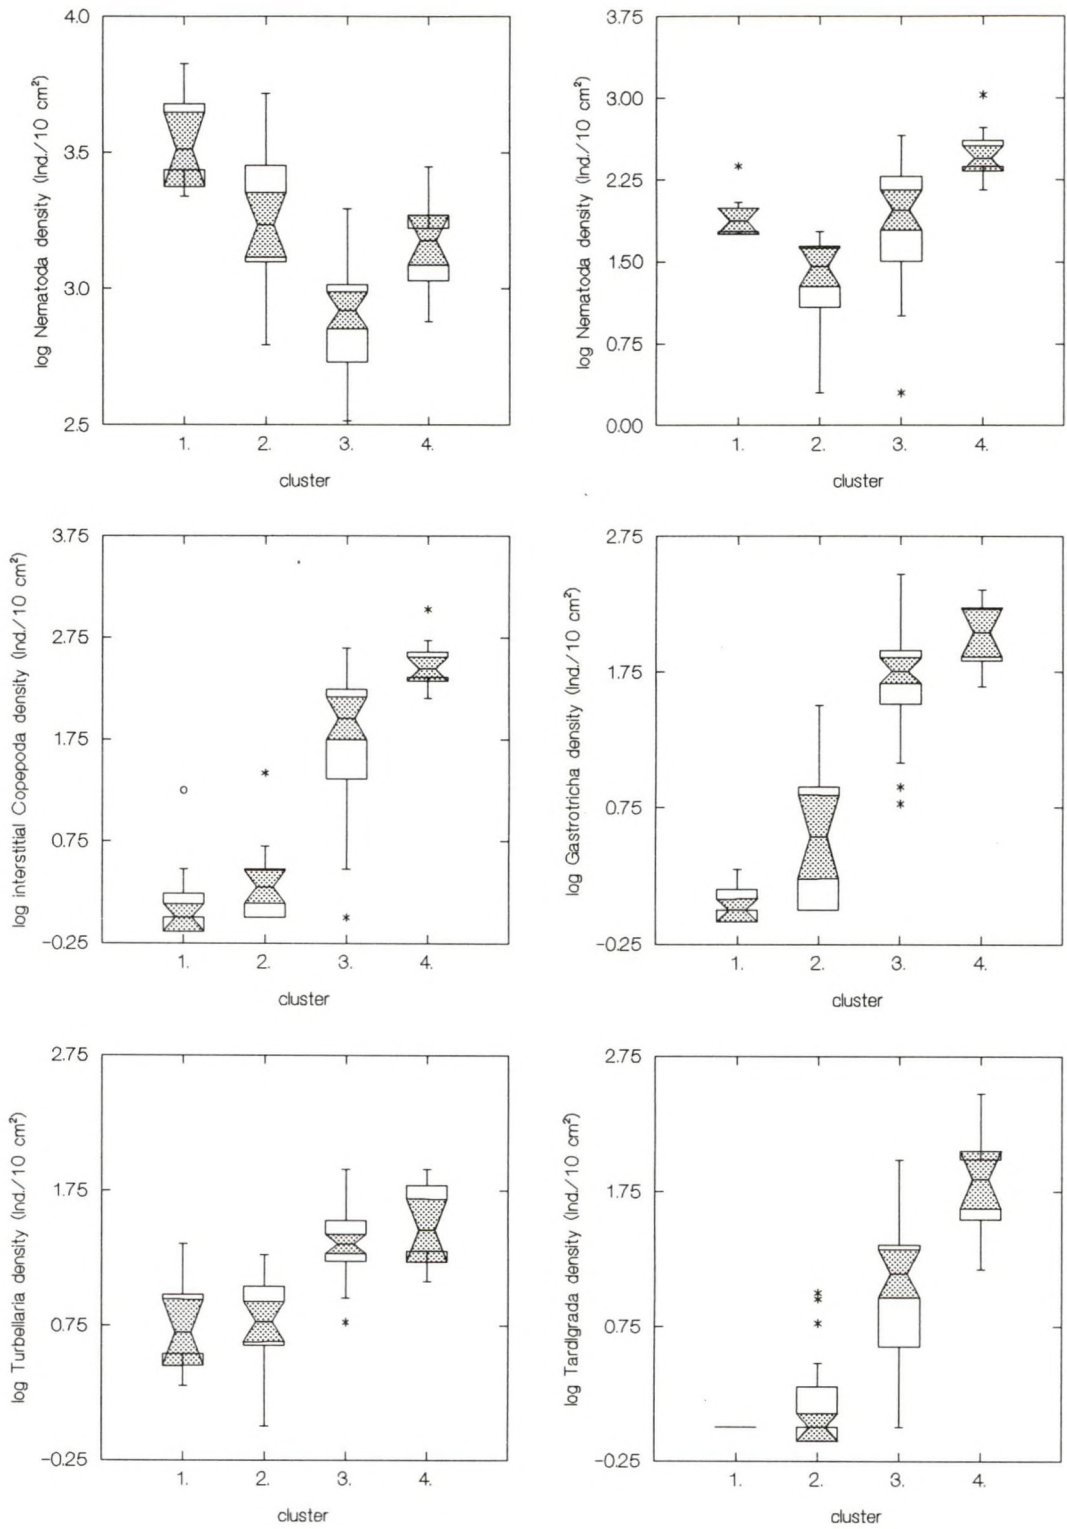 log Nematoda density (Ind./10 cm²)
4.0
3.5
3.0
2.5
1. 2. 3. 4.
cluster
log Nematoda density (Ind./10 cm²)
3.75
3.00
2.25
1.50
0.75
0.00
1. 2. 3. 4.
cluster
log interstitial Copepoda density (Ind./10 cm²)
3.75
2.75
1.75
0.75
−0.25
1. 2. 3. 4.
cluster
log Gastrotricha density (Ind./10 cm²)
2.75
1.75
0.75
−0.25
1. 2. 3. 4.
cluster
log Turbellaria density (Ind./10 cm²)
2.75
1.75
0.75
−0.25
1. 2. 3. 4.
cluster
log Tardigrada density (Ind./10 cm²)
2.75
1.75
0.75
−0.25
1. 2. 3. 4.
cluster